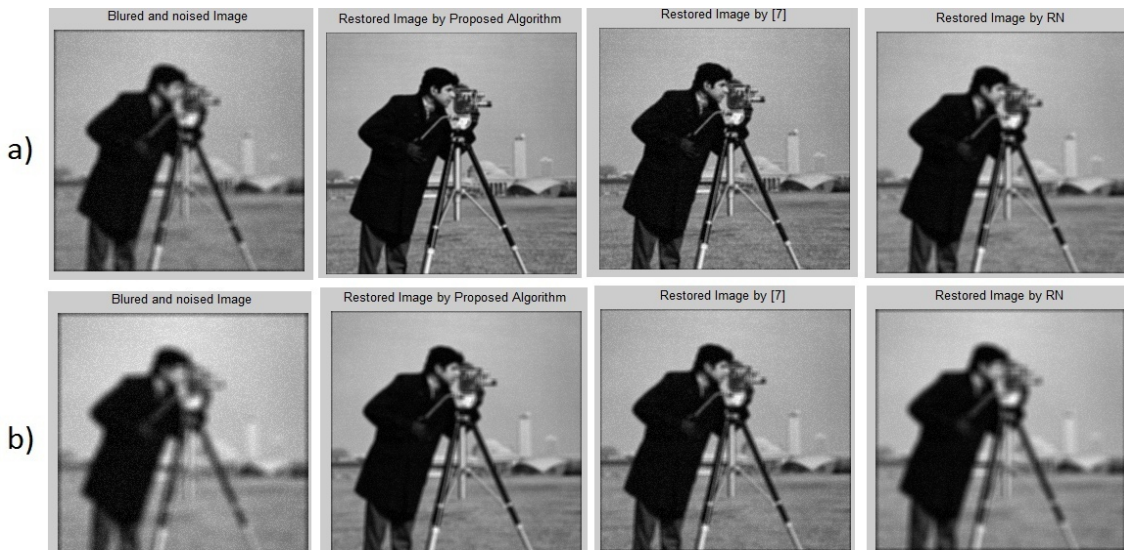 Blured and noised Image
Restored Image by Proposed Algorithm
Restored Image by [7]
Restored Image by RN
a)
Blured and noised Image
Restored Image by Proposed Algorithm
Restored Image by [7]
Restored Image by RN
b)